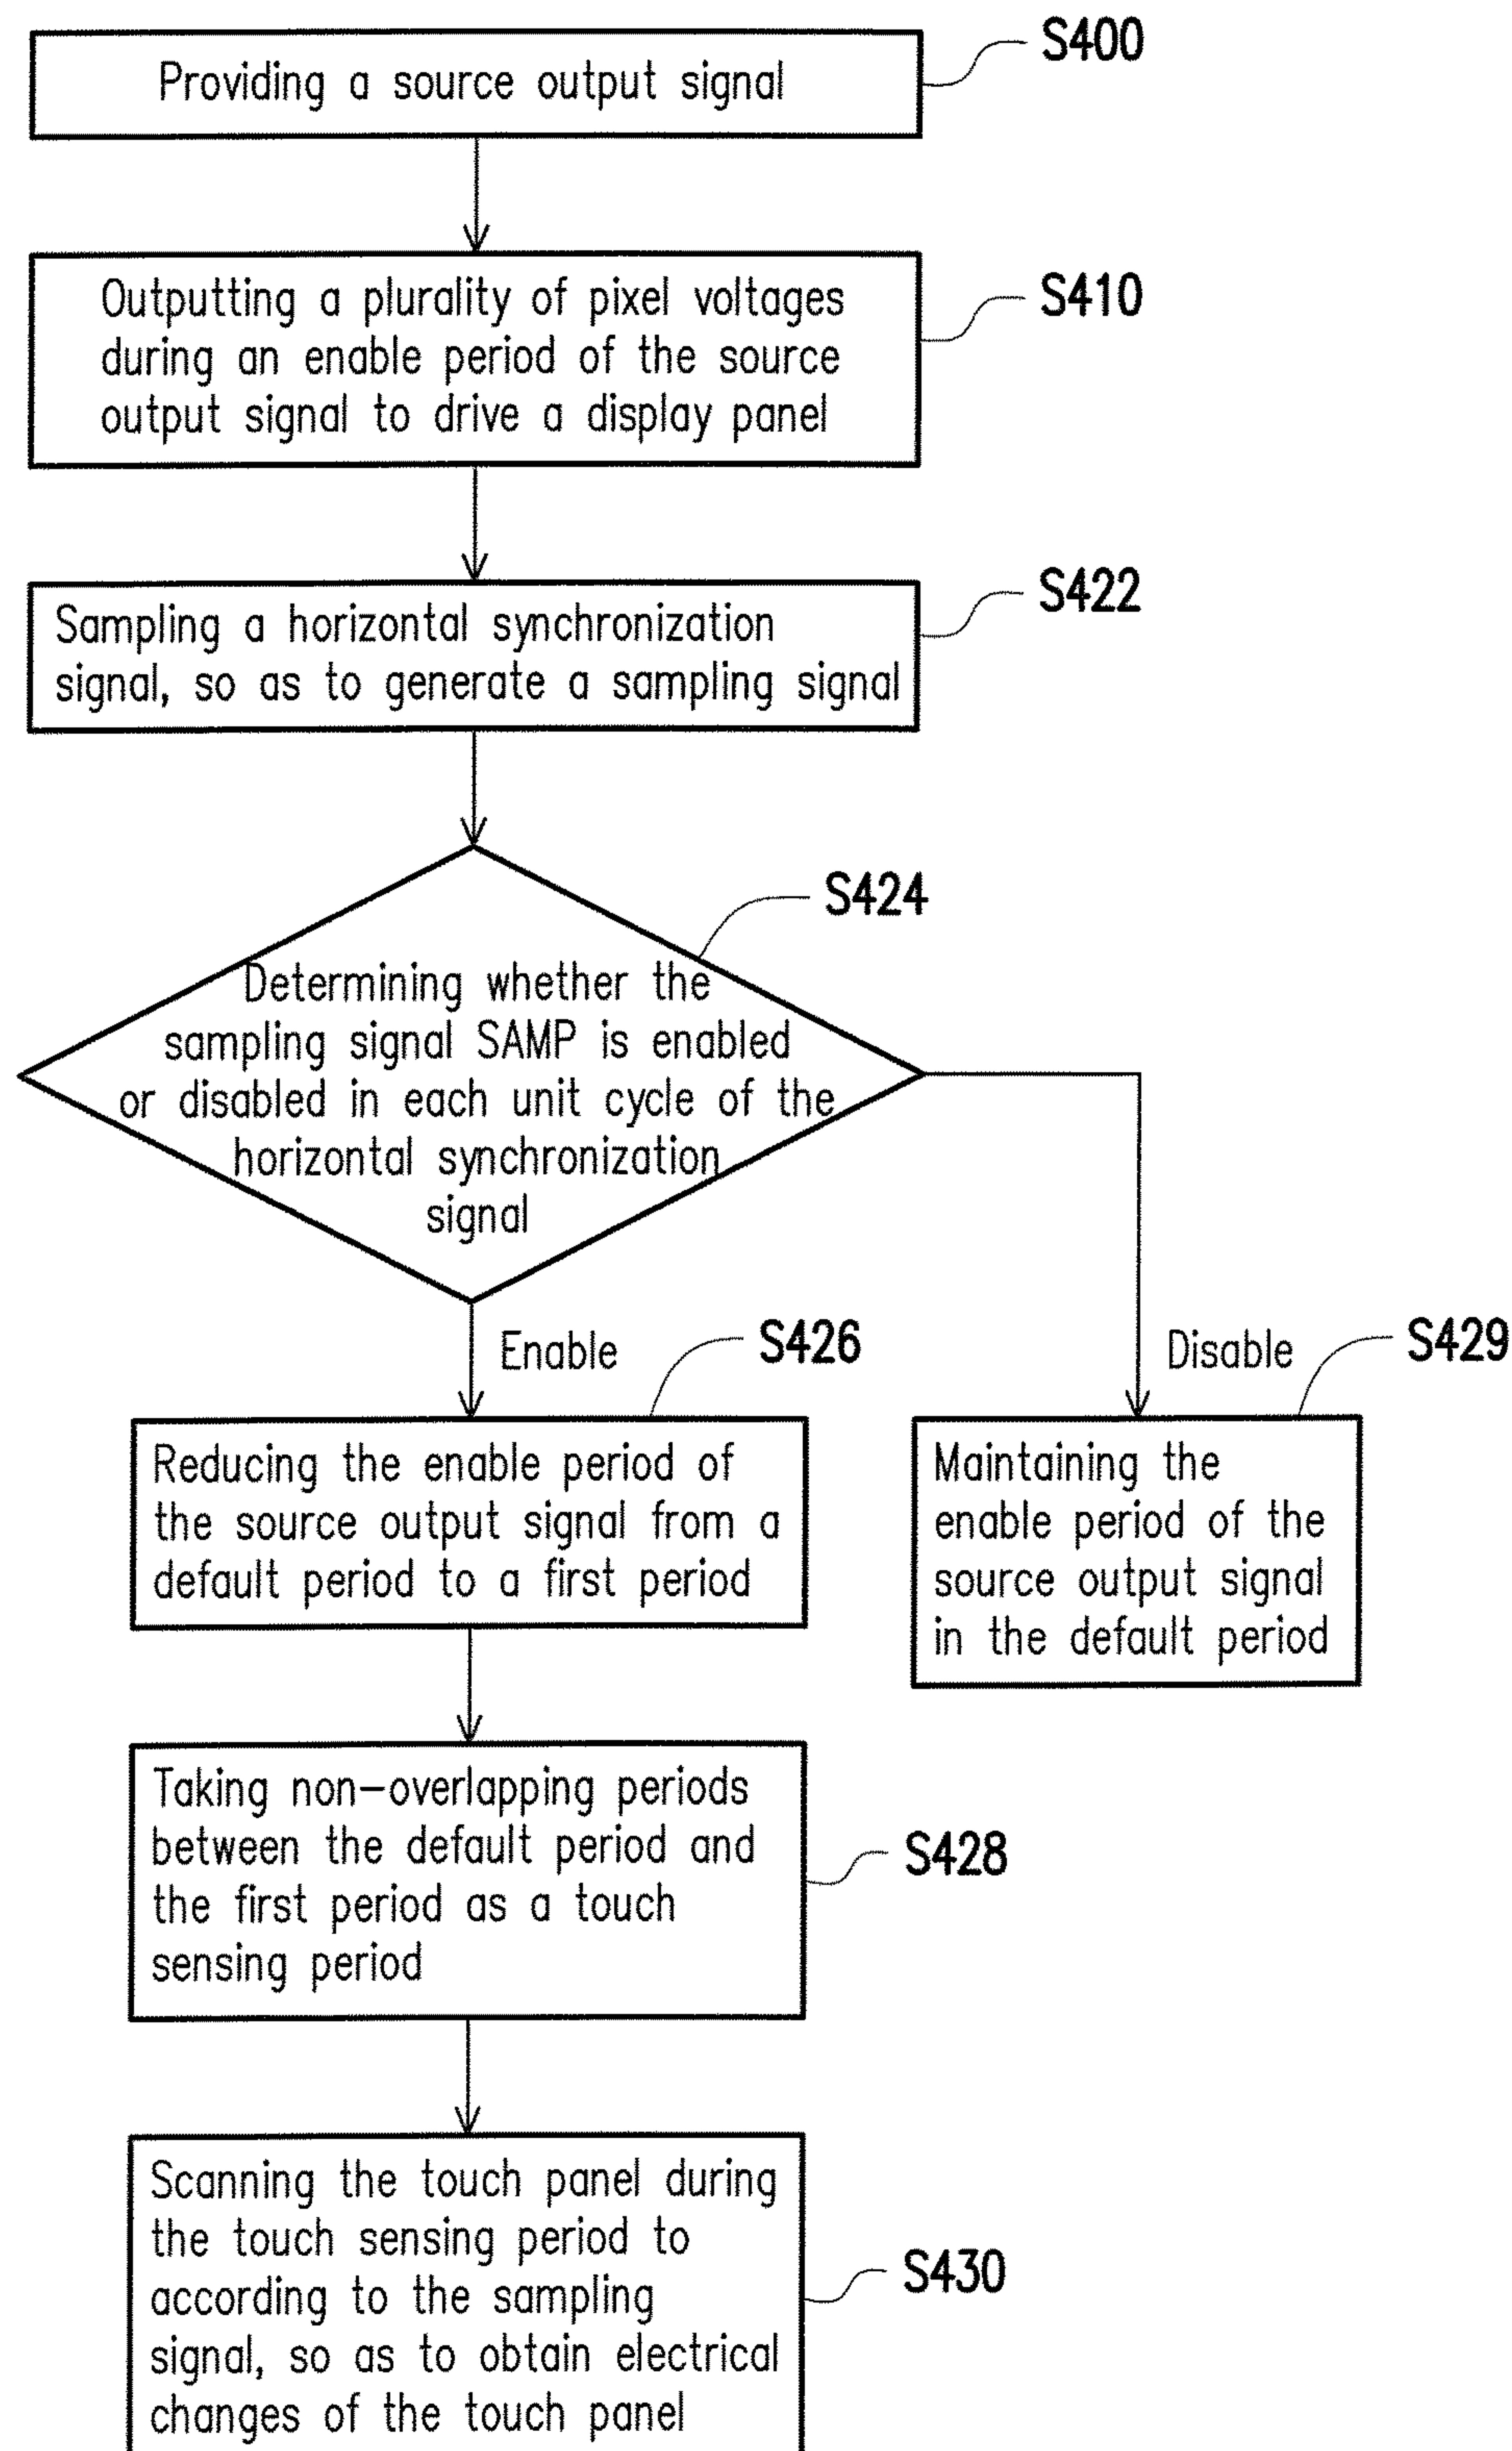 Providing a source output signal
S400
Outputting a plurality of pixel voltages
during an enable period of the source
output signal to drive a display panel
S410
Sampling a horizontal synchronization
signal, so as to generate a sampling signal
S422
S424
Determining whether the
sampling signal SAMP is enabled
or disabled in each unit cycle of the
horizontal synchronization
signal
Enable
S426
Disable
S429
Reducing the enable period of
the source output signal from a
default period to a first period
Maintaining the
enable period of the
source output signal
in the default period
Taking non-overlapping periods
between the default period and
the first period as a touch
sensing period
S428
Scanning the touch panel during
the touch sensing period to
according to the sampling
signal, so as to obtain electrical
changes of the touch panel
S430